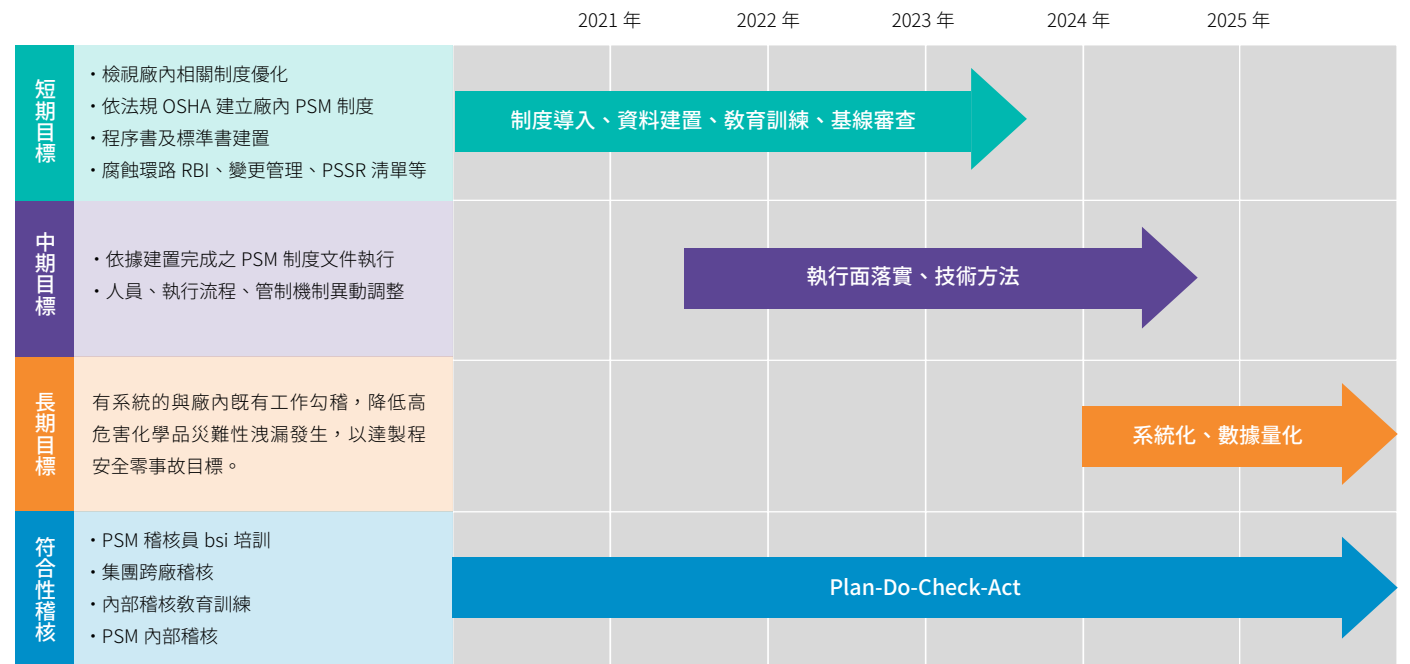 2021 年 2022 年 2023 年 2024 年 2025 年
短期目標
・檢視廠內相關制度優化
・依法規 OSHA 建立廠內 PSM 制度
・程序書及標準書建置
・腐蝕環路 RBI、變更管理、PSSR 清單等
制度導入、資料建置、教育訓練、基線審查
中期目標
・依據建置完成之 PSM 制度文件執行
・人員、執行流程、管制機制異動調整
執行面落實、技術方法
長期目標
有系統的與廠內既有工作勾稽，降低高
危害化學品災難性洩漏發生，以達製程
安全零事故目標。
系統化、數據量化
符合性稽核
・PSM 稽核員 bsi 培訓
・集團跨廠稽核
・內部稽核教育訓練
・PSM 內部稽核
Plan-Do-Check-Act